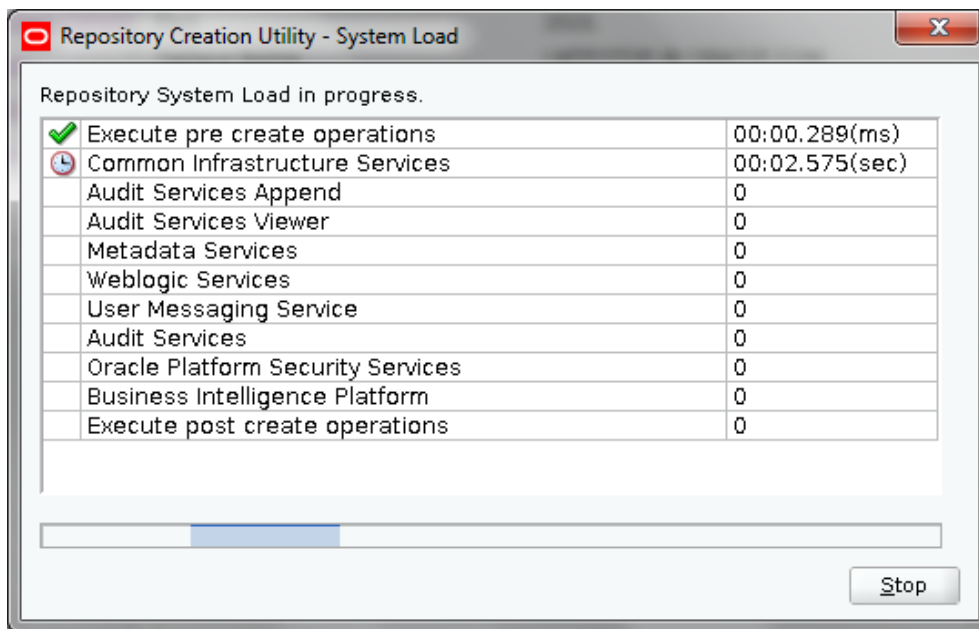 Repository Creation Utility - System Load
Repository System Load in progress.
Execute pre create operations 00:00.289(ms)
Common Infrastructure Services 00:02.575(sec)
Audit Services Append 0
Audit Services Viewer 0
Metadata Services 0
Weblogic Services 0
User Messaging Service 0
Audit Services 0
Oracle Platform Security Services 0
Business Intelligence Platform 0
Execute post create operations 0
Stop